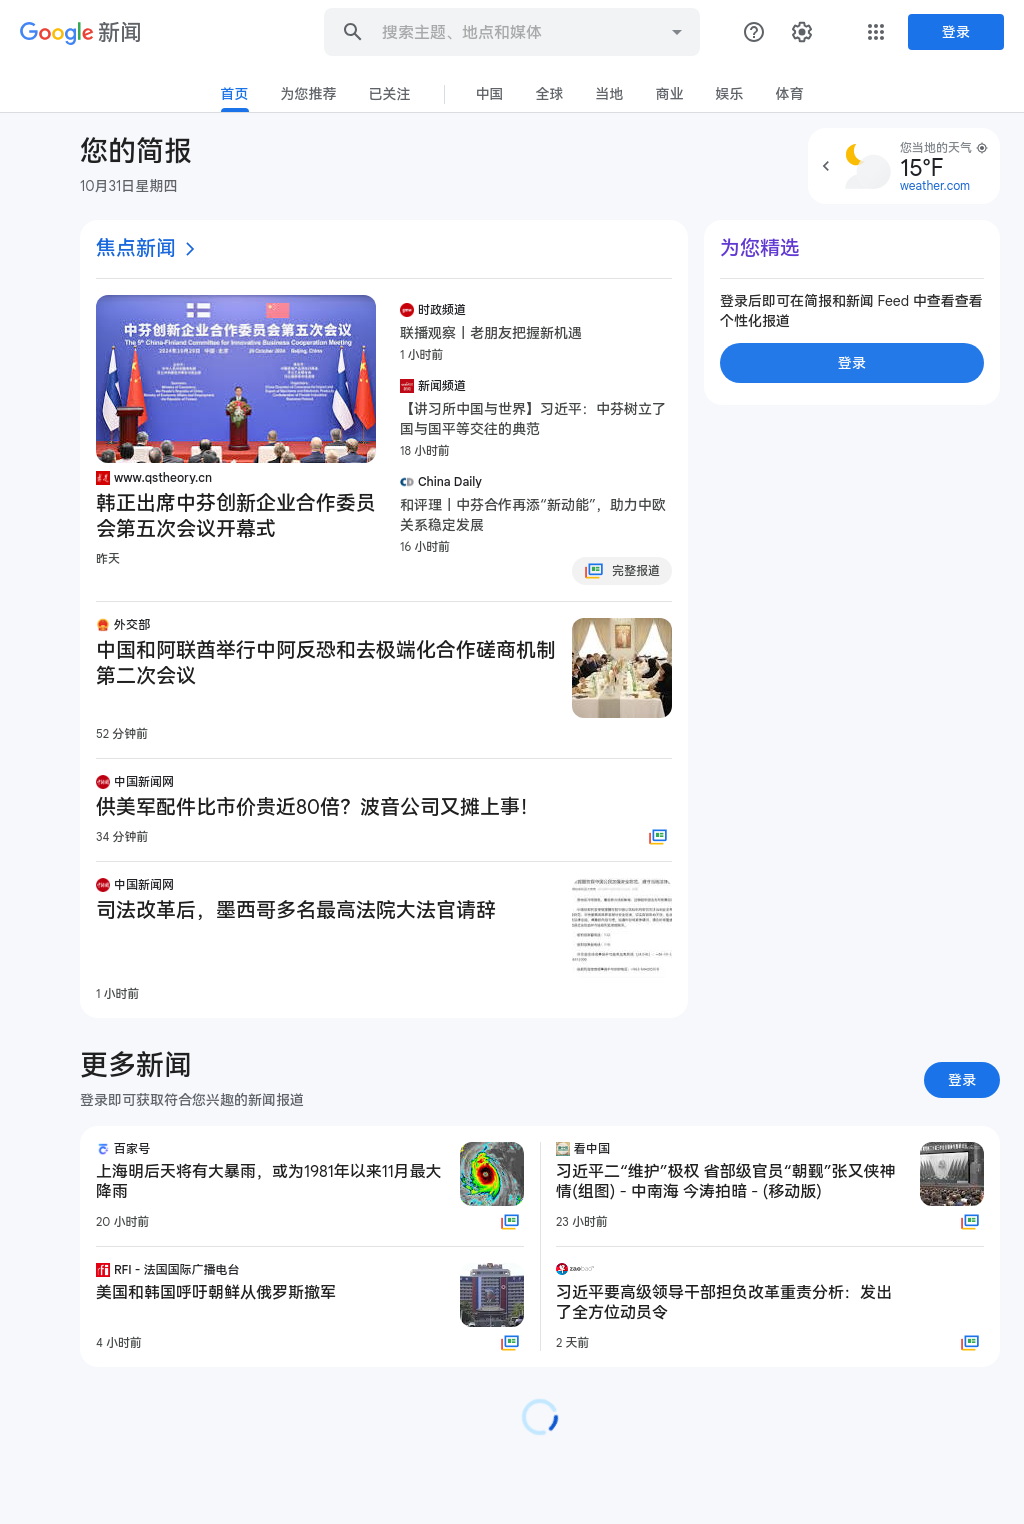 Google 新闻
搜索主题、地点和媒体
登录
首页
为您推荐
已关注
中国
全球
当地
商业
娱乐
体育
您的简报
10月31日星期四
您当地的天气
15°F
weather.com
焦点新闻
中芬创新企业合作委员会第五次会议
The 5th China-Finland Committee for Innovative Business Cooperation Meeting
www.qstheory.cn
韩正出席中芬创新企业合作委员
会第五次会议开幕式
昨天
时政频道
联播观察丨老朋友把握新机遇
1 小时前
新闻频道
【讲习所中国与世界】习近平：中芬树立了
国与国平等交往的典范
18 小时前
China Daily
和评理丨中芬合作再添“新动能”，助力中欧
关系稳定发展
16 小时前
完整报道
外交部
中国和阿联酋举行中阿反恐和去极端化合作磋商机制
第二次会议
52 分钟前
中国新闻网
供美军配件比市价贵近80倍？波音公司又摊上事！
34 分钟前
中国新闻网
司法改革后，墨西哥多名最高法院大法官请辞
1 小时前
为您精选
登录后即可在简报和新闻 Feed 中查看查看
个性化报道
登录
更多新闻
登录即可获取符合您兴趣的新闻报道
登录
百家号
上海明后天将有大暴雨，或为1981年以来11月最大
降雨
20 小时前
RFI - 法国国际广播电台
美国和韩国呼吁朝鲜从俄罗斯撤军
4 小时前
看中国
习近平二“维护”极权 省部级官员“朝觐”张又侠神
情(组图) - 中南海 今涛拍暗 - (移动版)
23 小时前
zaobao
习近平要高级领导干部担负改革重责分析：发出
了全方位动员令
2 天前